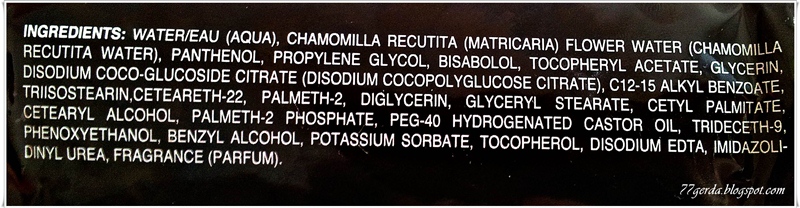 INGREDIENTS: WATER/EAU (AQUA), CHAMOMILLA RECUTITA (MATRICARIA) FLOWER WATER (CHAMOMILLA
RECUTITA WATER), PANTHENOL, PROPYLENE GLYCOL, BISABOLOL, TOCOPHERYL ACETATE, GLYCERIN,
DISODIUM COCO-GLUCOSIDE CITRATE (DISODIUM COCOPOLYGLUCOSE CITRATE), C12-15 ALKYL BENZOATE,
TRIISOSTEARIN,CETEARETH-22, PALMETH-2, DIGLYCERIN, GLYCERYL STEARATE, CETYL PALMITATE,
CETEARYL ALCOHOL, PALMETH-2 PHOSPHATE, PEG-40 HYDROGENATED CASTOR OIL, TRIDECETH-9,
PHENOXYETHANOL, BENZYL ALCOHOL, POTASSIUM SORBATE, TOCOPHEROL, DISODIUM EDTA, IMIDAZOLI-
DINYL UREA, FRAGRANCE (PARFUM).
77gerda.blogspot.com